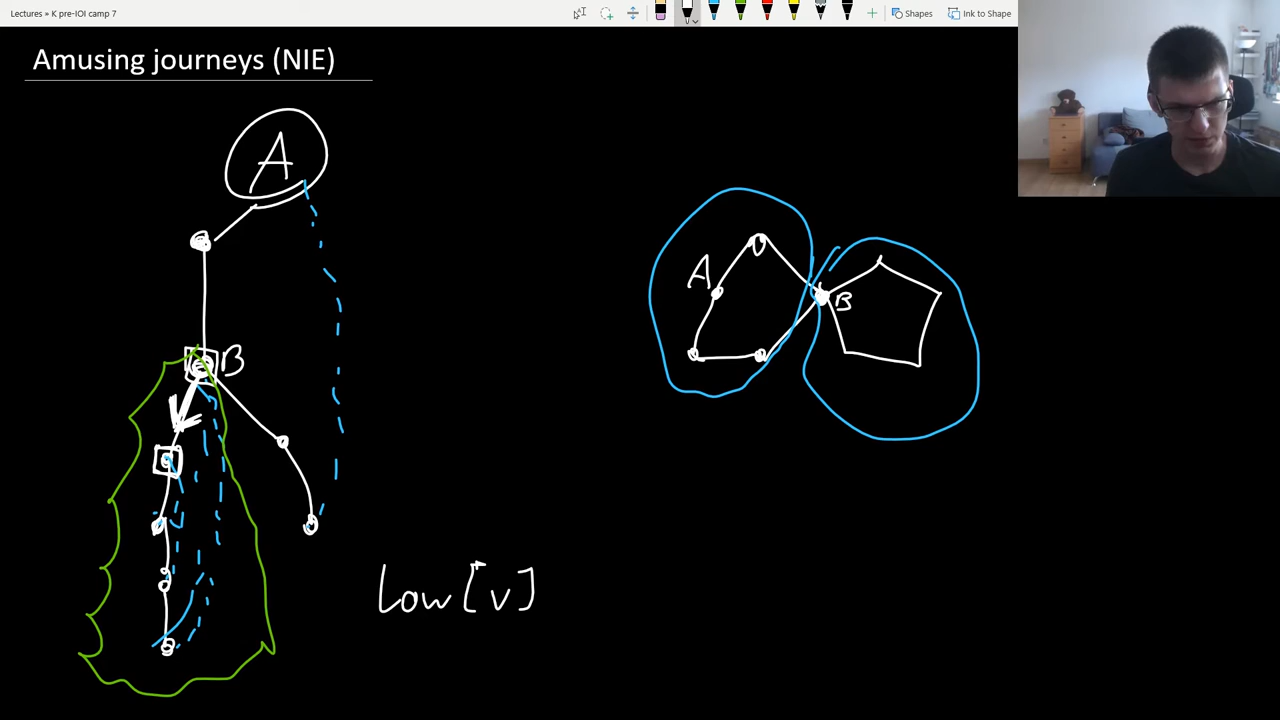 Lectures » K pre-IOI camp 7
Shapes
Ink to Shape
Amusing journeys (NIE)
A
B
A
B
Low[v]